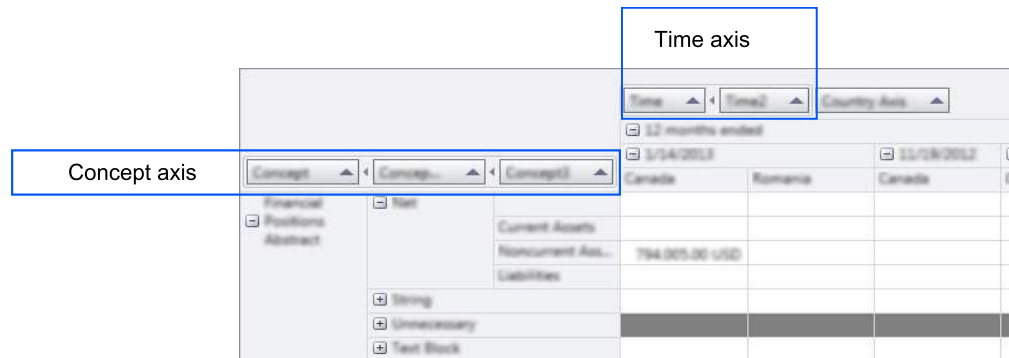 Time axis
Time
Time2
Country Axis
12 months ended
Concept axis
1/14/2013
11/19/2012
Concept
Concep...
Concept3
Canada
Romania
Canada
Financial
Positions
Abstract
Net
Current Assets
Noncurrent Ass...
794.005.00 USD
Liabilities
String
Unnecessary
Text Block